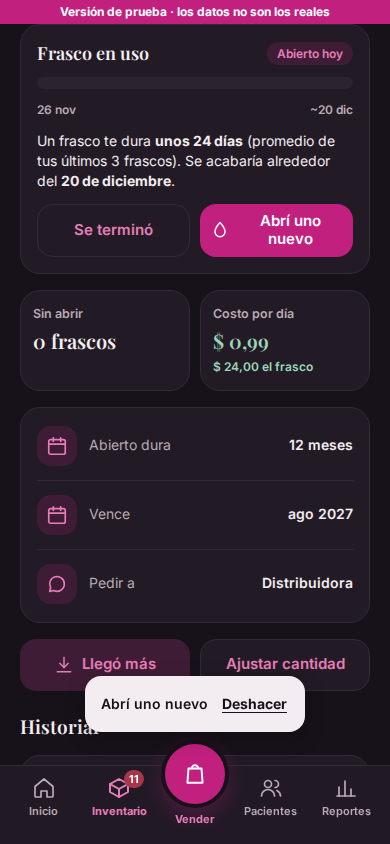 Versión de prueba · los datos no son los reales
Frasco en uso
Abierto hoy
26 nov
~20 dic
Un frasco te dura unos 24 días (promedio de
tus últimos 3 frascos). Se acabaría alrededor
del 20 de diciembre.
Se terminó
Abrí uno
nuevo
Sin abrir
0 frascos
Costo por día
$ 0,99
$ 24,00 el frasco
Abierto dura
12 meses
Vence
ago 2027
Pedir a
Distribuidora
Llegó más
Ajustar cantidad
Abrí uno nuevo
Deshacer
Historial
11
Inicio
Inventario
Vender
Pacientes
Reportes